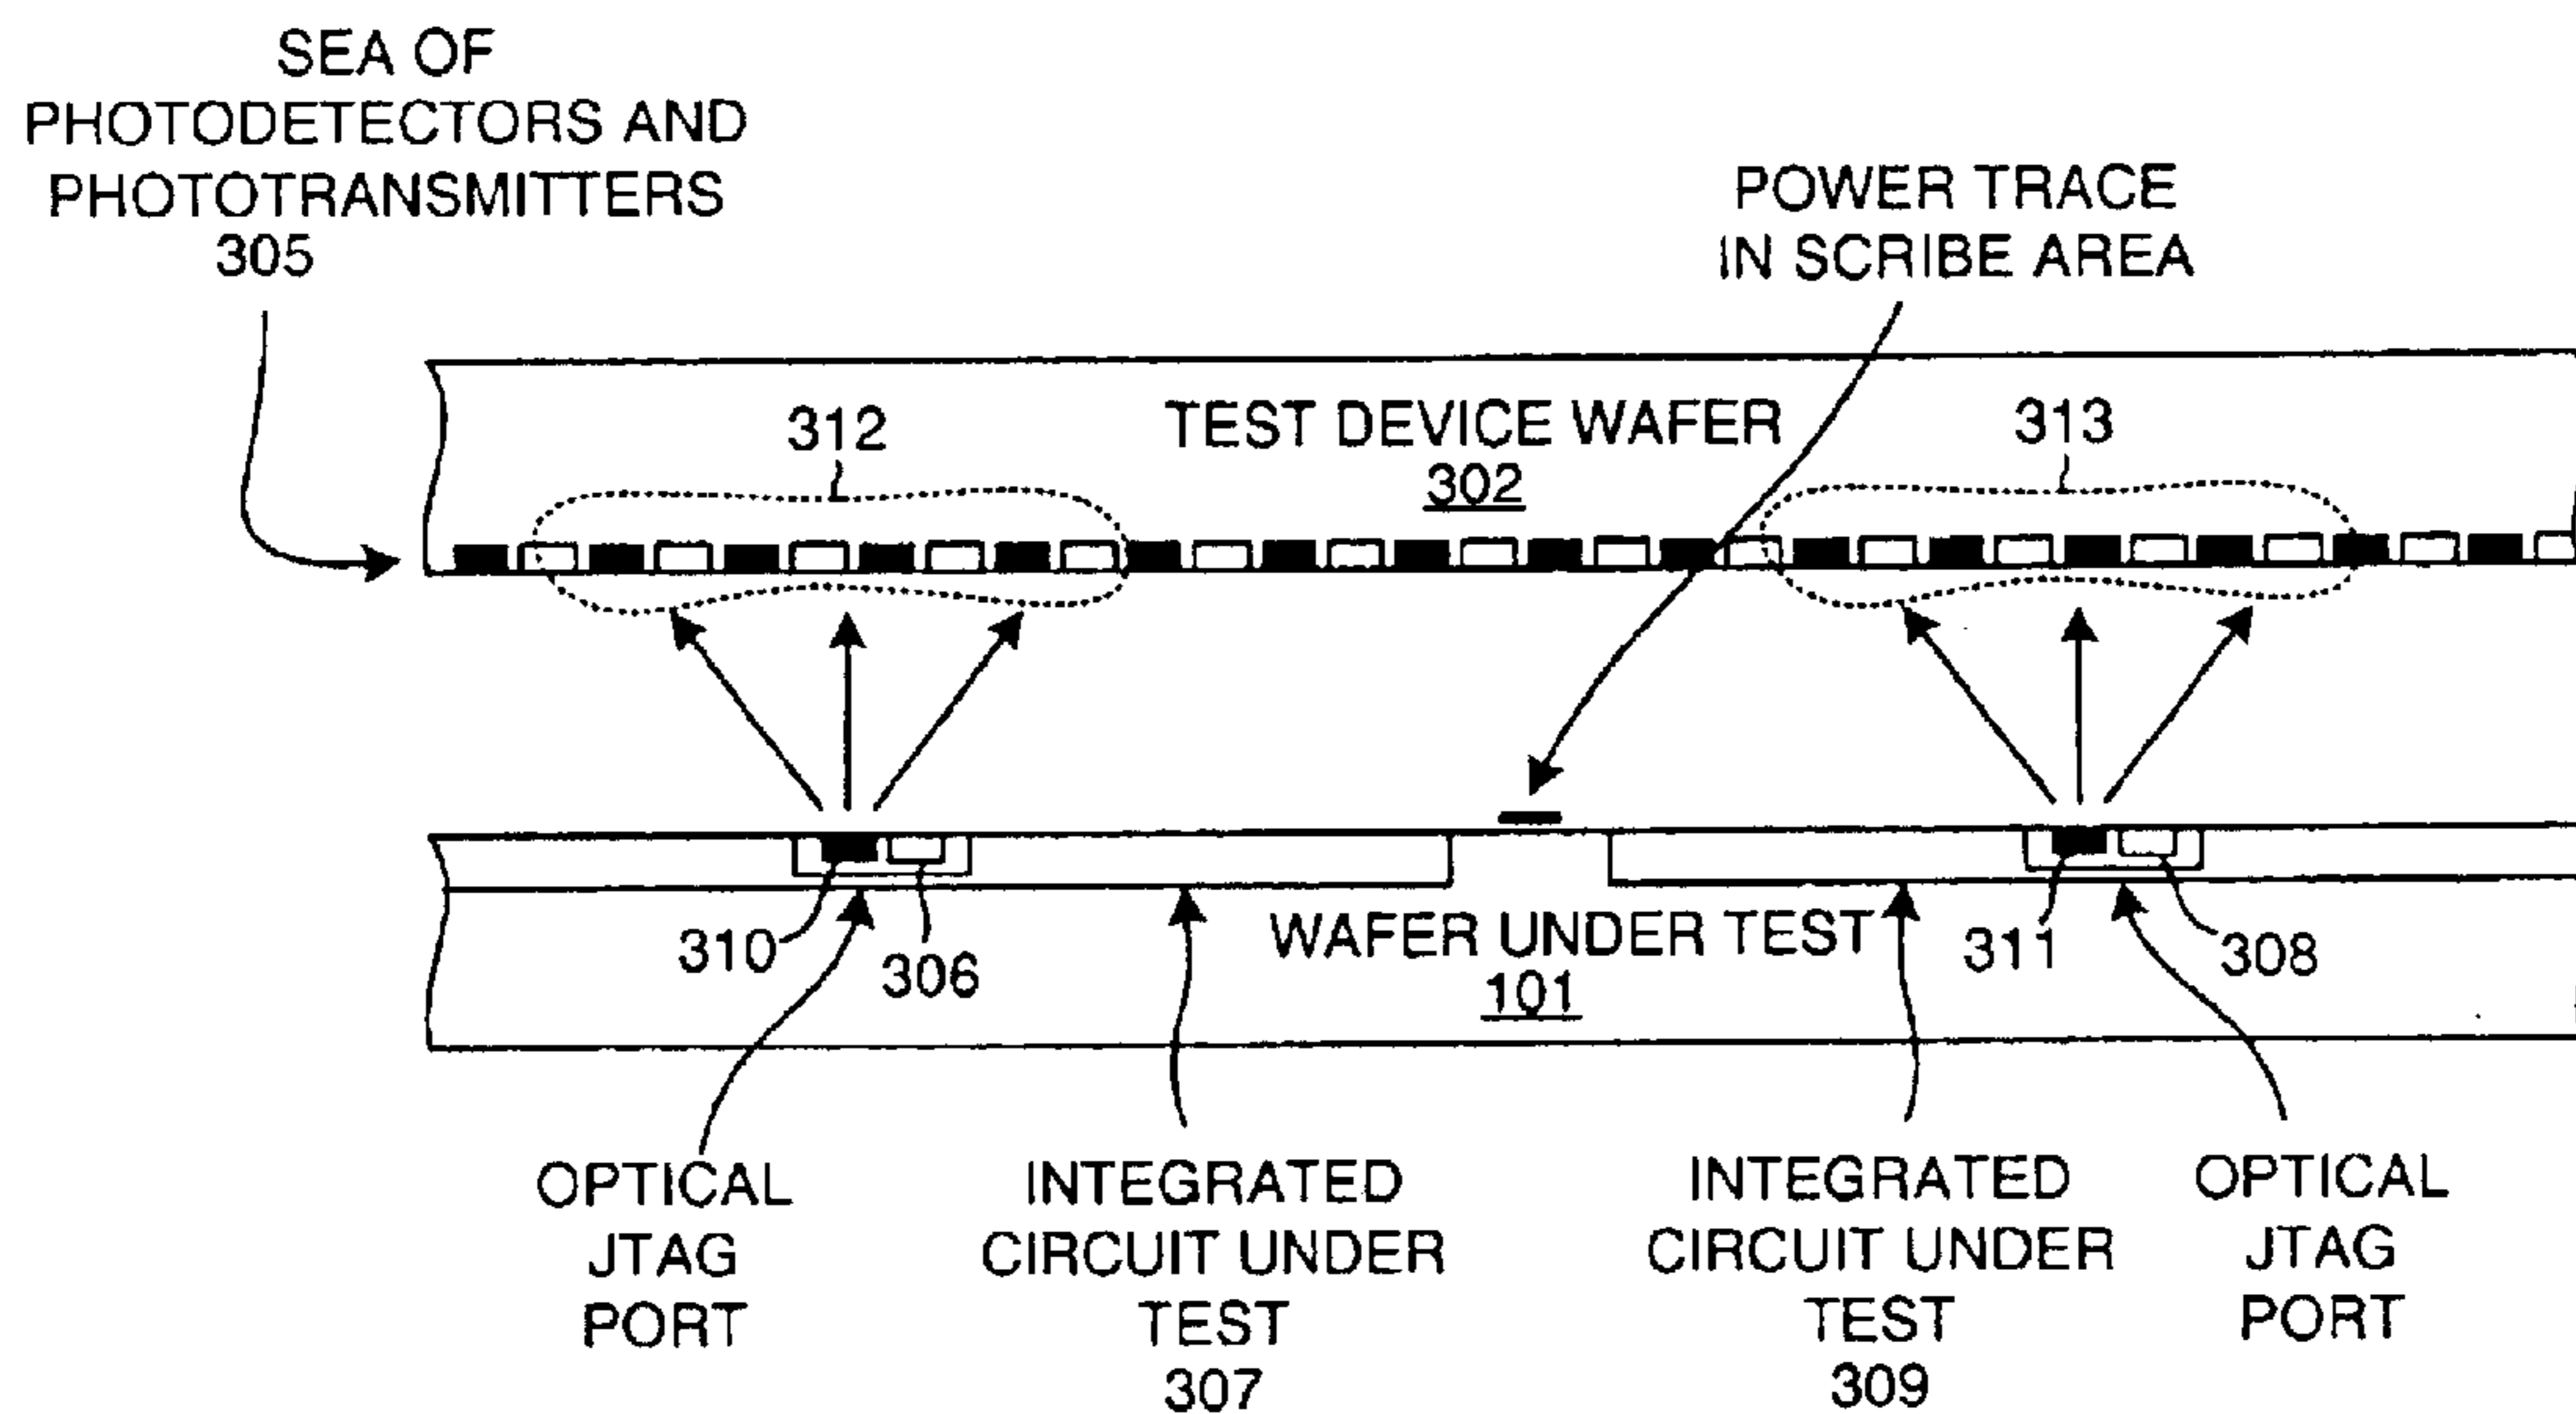 SEA OF
PHOTODETECTORS AND
PHOTOTRANSMITTERS
305
POWER TRACE
IN SCRIBE AREA
312
TEST DEVICE WAFER
302
313
310
306
WAFER UNDER TEST
101
311
308
OPTICAL
JTAG
PORT
INTEGRATED
CIRCUIT UNDER
TEST
307
INTEGRATED
CIRCUIT UNDER
TEST
309
OPTICAL
JTAG
PORT